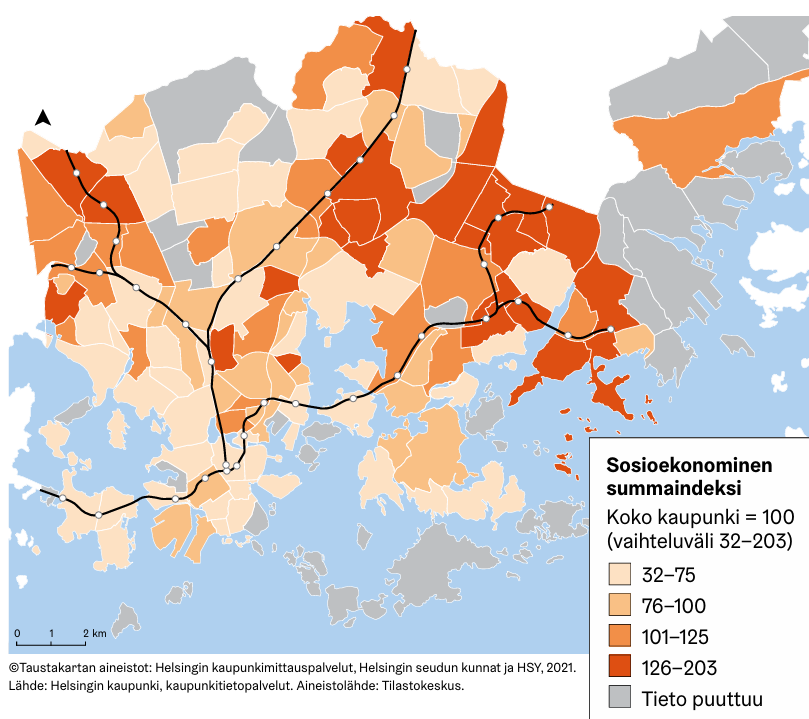 Sosioekonominen
summaindeksi
Koko kaupunki = 100
(vaihteluväli 32–203)
32–75
76–100
101–125
126–203
Tieto puuttuu
0 1 2 km
©Taustakartan aineistot: Helsingin kaupunkimittauspalvelut, Helsingin seudun kunnat ja HSY, 2021.
Lähde: Helsingin kaupunki, kaupunkitietopalvelut. Aineistolähde: Tilastokeskus.